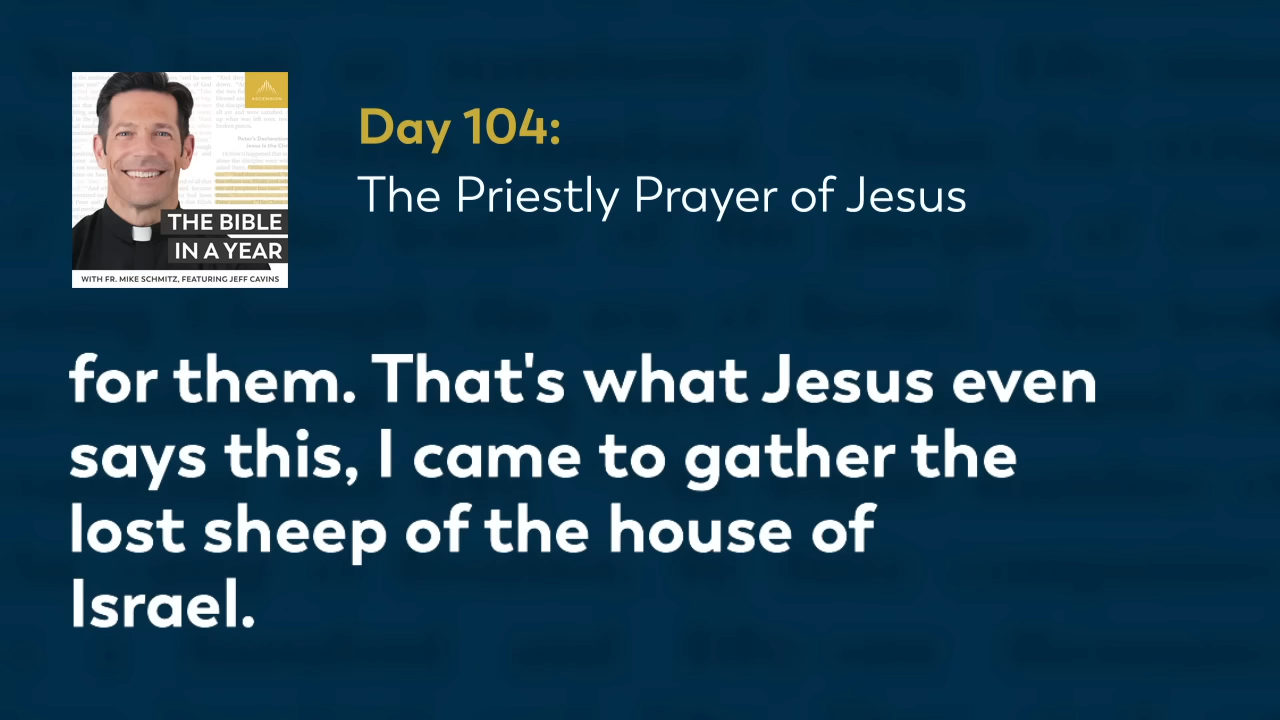 ASCENSION
THE BIBLE
IN A YEAR
WITH FR. MIKE SCHMITZ, FEATURING JEFF CAVINS
Day 104:
The Priestly Prayer of Jesus
for them. That's what Jesus even
says this, I came to gather the
lost sheep of the house of
Israel.